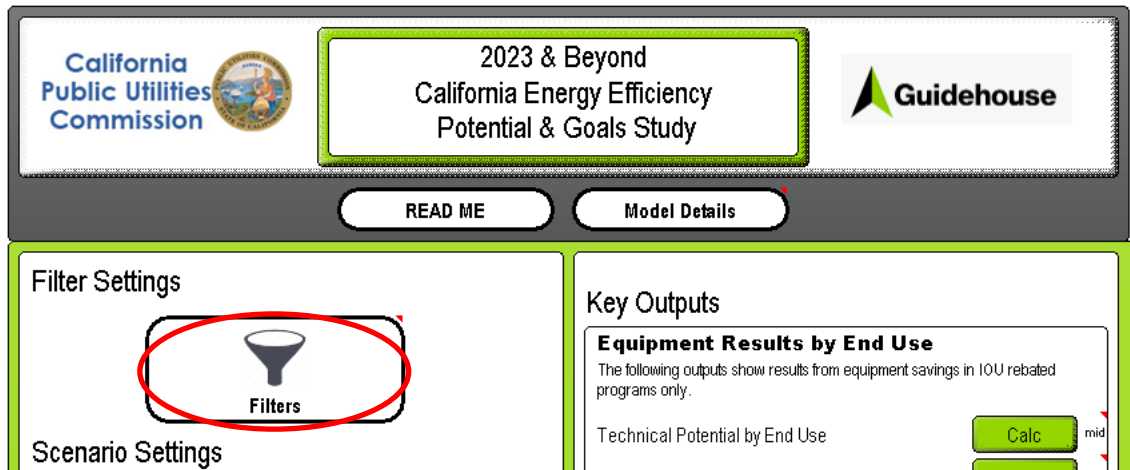 California
Public Utilities
Commission
2023 & Beyond
California Energy Efficiency
Potential & Goals Study
Guidehouse
READ ME
Model Details
Filter Settings
Filters
Scenario Settings
Key Outputs
Equipment Results by End Use
The following outputs show results from equipment savings in IOU rebated
programs only.
Technical Potential by End Use
Calc
mid